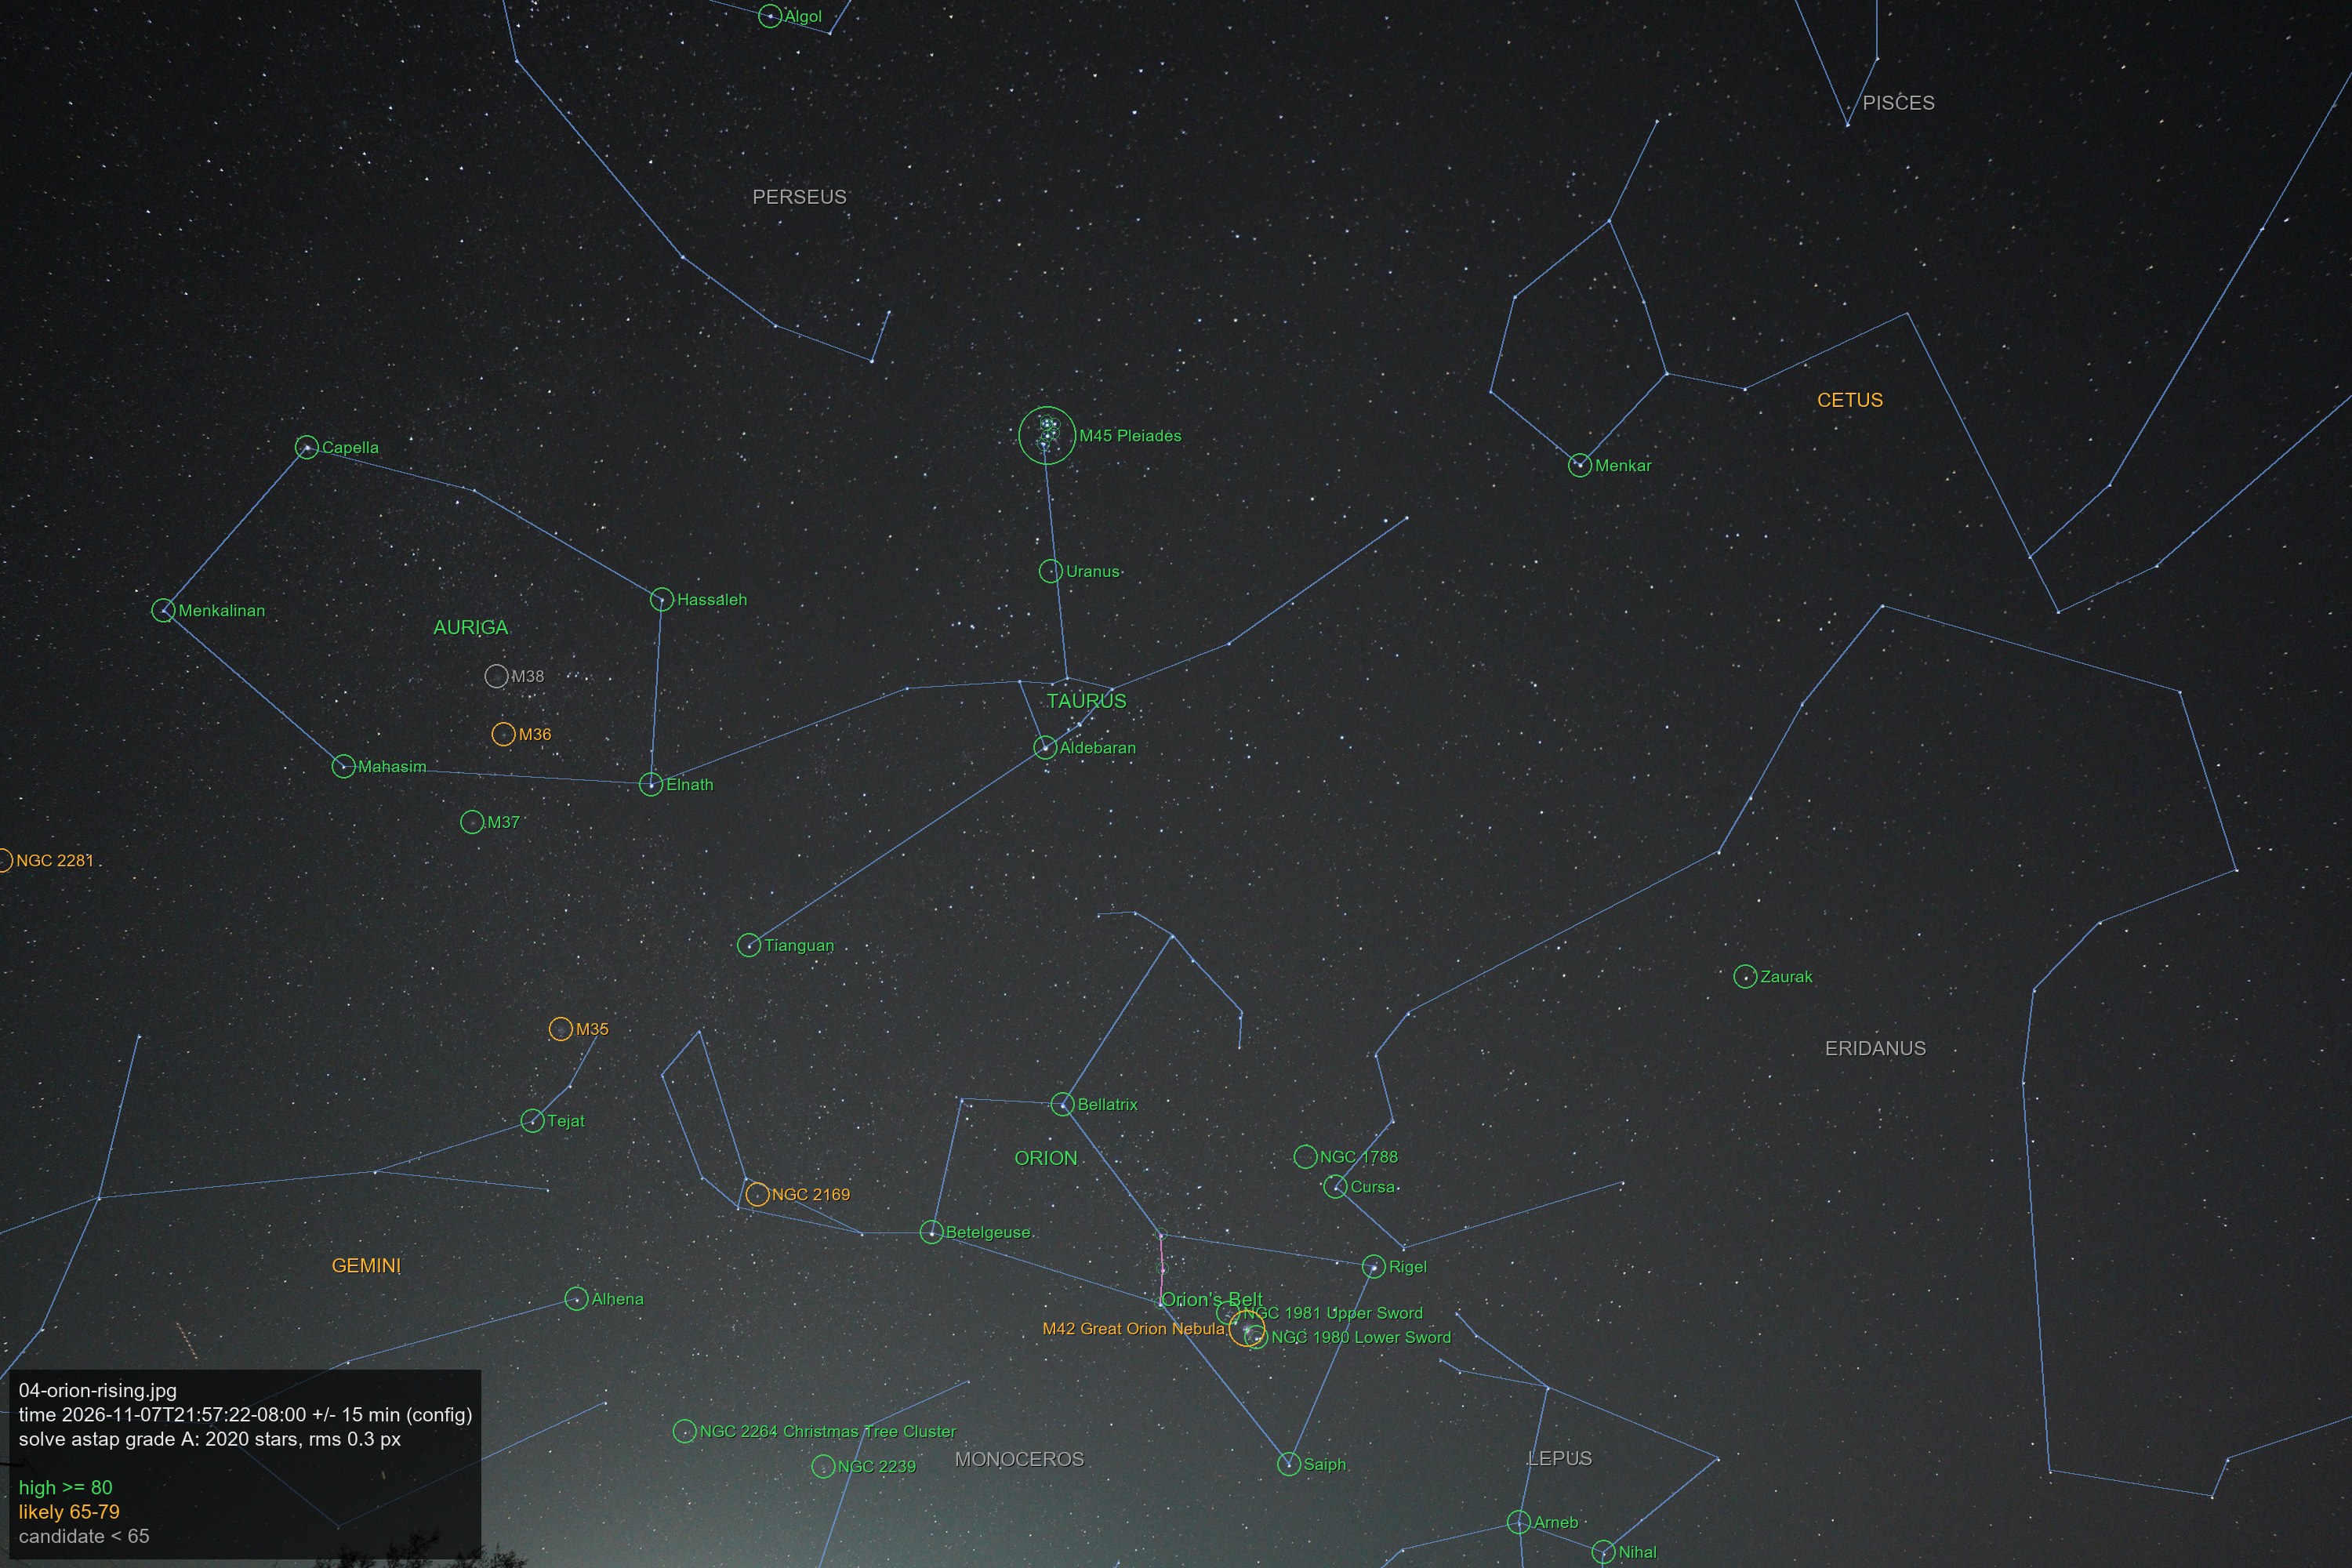 Algol
PISCES
PERSEUS
CETUS
M45 Pleiades
Capella
Menkar
Uranus
Hassaleh
Menkalinan
AURIGA
M38
TAURUS
M36
Aldebaran
Mahasim
Elnath
M37
NGC 2281
Tianguan
Zaurak
M35
ERIDANUS
Bellatrix
Tejat
NGC 1788
ORION
Cursa
NGC 2169
Betelgeuse
GEMINI
Rigel
Alhena
Orion's Belt
NGC 1981 Upper Sword
M42 Great Orion Nebula
NGC 1980 Lower Sword
04-orion-rising.jpg
time 2026-11-07T21:57:22-08:00 +/- 15 min (config)
solve astap grade A: 2020 stars, rms 0.3 px
NGC 2264 Christmas Tree Cluster
MONOCEROS
LEPUS
Saiph
NGC 2239
high >= 80
likely 65-79
candidate < 65
Arneb
Nihal